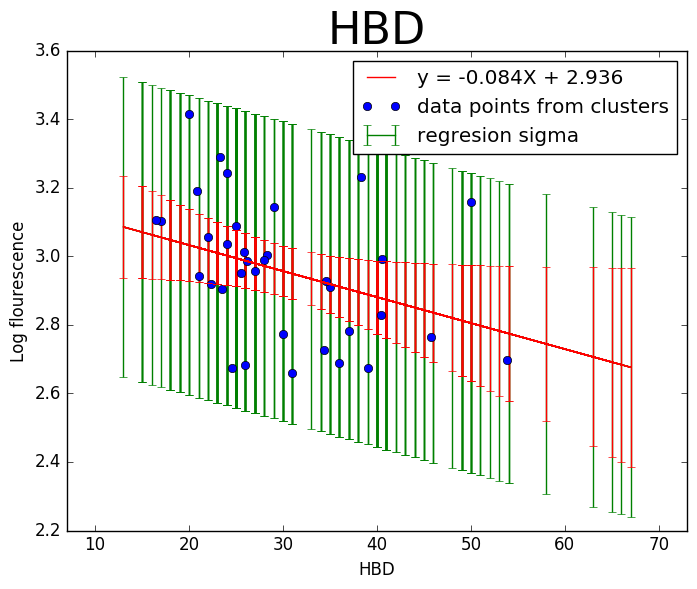 HBD
3.6
3.4
3.2
3.0
2.8
2.6
2.4
2.2
Log flourescence
y = -0.084X + 2.936
data points from clusters
regresion sigma
10 20 30 40 50 60 70
HBD